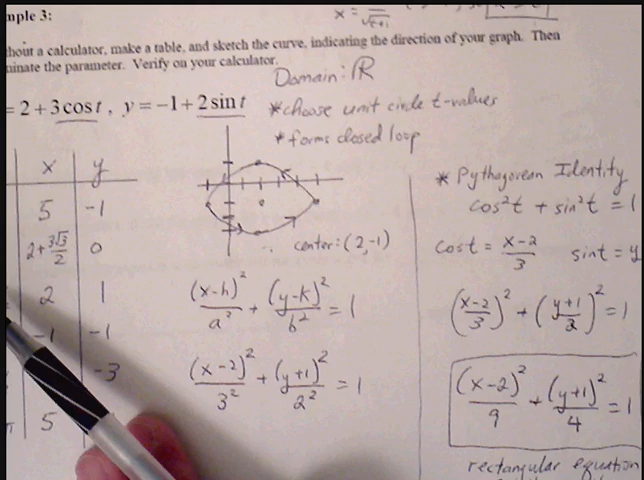 mple 3:
x = 1/√(t+1)
thout a calculator, make a table, and sketch the curve, indicating the direction of your graph. Then
minate the parameter. Verify on your calculator.
Domain: ℝ
= 2 + 3 cos t , y = −1 + 2 sin t
*choose unit circle t-values
*forms closed loop
x y
5 -1
2+3√3/2 0
2 1
-1 -1
-3
5
center: (2,-1)
(x-h)²/a² + (y-k)²/b² = 1
(x-2)²/3² + (y+1)²/2² = 1
* Pythagorean Identity
cos²t + sin²t = 1
cost = x-2/3 sint = y
(x-2/3)² + (y+1/2)² = 1
(x-2)²/9 + (y+1)²/4 = 1
rectangular equation